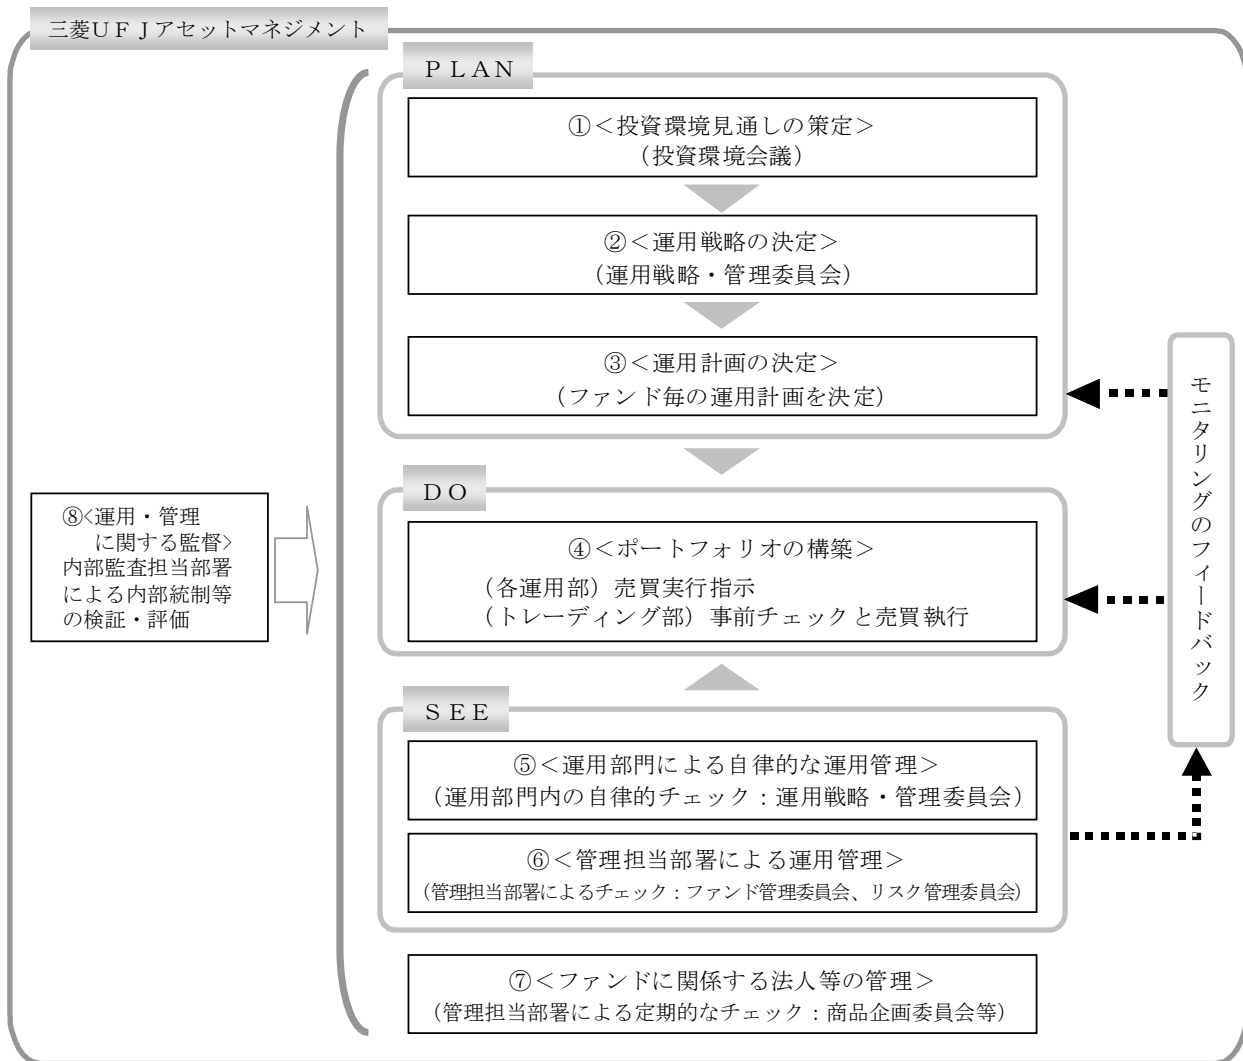 三菱ＵＦＪアセットマネジメント
ＰＬＡＮ
①＜投資環境見通しの策定＞
（投資環境会議）
②＜運用戦略の決定＞
（運用戦略・管理委員会）
③＜運用計画の決定＞
（ファンド毎の運用計画を決定）
ＤＯ
④＜ポートフォリオの構築＞
（各運用部）売買実行指示
（トレーディング部）事前チェックと売買執行
ＳＥＥ
⑤＜運用部門による自律的な運用管理＞
（運用部門内の自律的チェック：運用戦略・管理委員会）
⑥＜管理担当部署による運用管理＞
（管理担当部署によるチェック：ファンド管理委員会、リスク管理委員会）
⑦＜ファンドに関係する法人等の管理＞
（管理担当部署による定期的なチェック：商品企画委員会等）
⑧<運用・管理
に関する監督>
内部監査担当部署
による内部統制等
の検証・評価
モニタリングのフィードバック